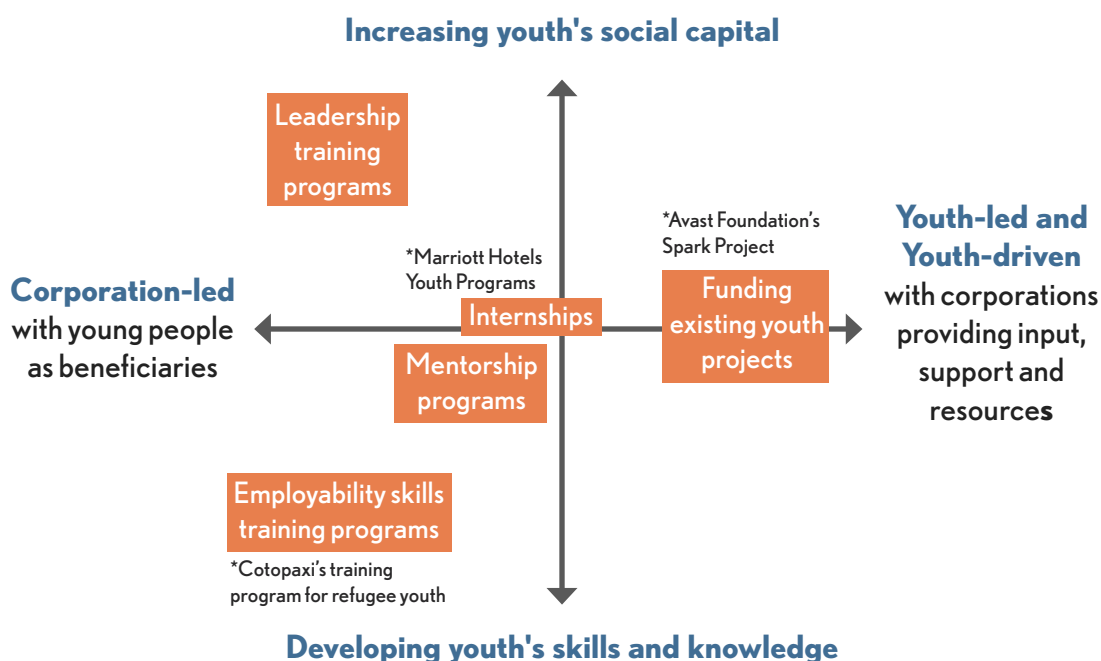 Increasing youth's social capital
Leadership
training
programs
*Avast Foundation's
Spark Project
Youth-led and
Youth-driven
with corporations
providing input,
support and
resources
*Marriott Hotels
Youth Programs
Corporation-led
with young people
as beneficiaries
Internships
Funding
existing youth
projects
Mentorship
programs
Employability skills
training programs
*Cotopaxi's training
program for refugee youth
Developing youth's skills and knowledge